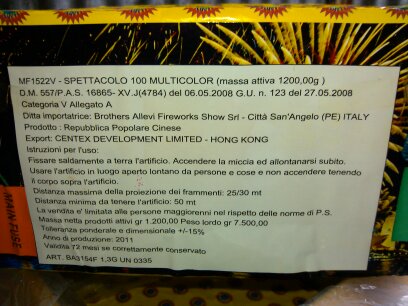 MF1522V - SPETTACOLO 100 MULTICOLOR (massa attiva 1200,00g )
D.M. 557/P.A.S. 16865- XV.J(4784) del 06.05.2008 G.U. n. 123 del 27.05.2008
Categoria V Allegato A
Ditta importatrice: Brothers Allevi Fireworks Show Srl - Città San'Angelo (PE) ITALY
Prodotto : Repubblica Popolare Cinese
Export: CENTEX DEVELOPMENT LIMITED - HONG KONG
Istruzioni per l'uso:
Fissare saldamente a terra l'artificio. Accendere la miccia ed allontanarsi subito.
Usare l'artificio in luogo aperto lontano da persone e cose e non accendere tenendo
il corpo sopra l'artificio.
Distanza massima della proiezione dei frammenti: 25/30 mt
Distanza minima da tenere l'artificio: 50 mt
La vendita e' limitata alle persone maggiorenni nel rispetto delle norme di P.S.
Massa netta prodotti attivi gr 1.200,00 Peso lordo gr 7.500,00
Tolleranza ponderale e dimensionale +/-15%
Anno di produzione: 2011
Validita 72 mesi se correttamente conservato
ART. BA3154F 1,3G UN 0335
MAIN FUSE